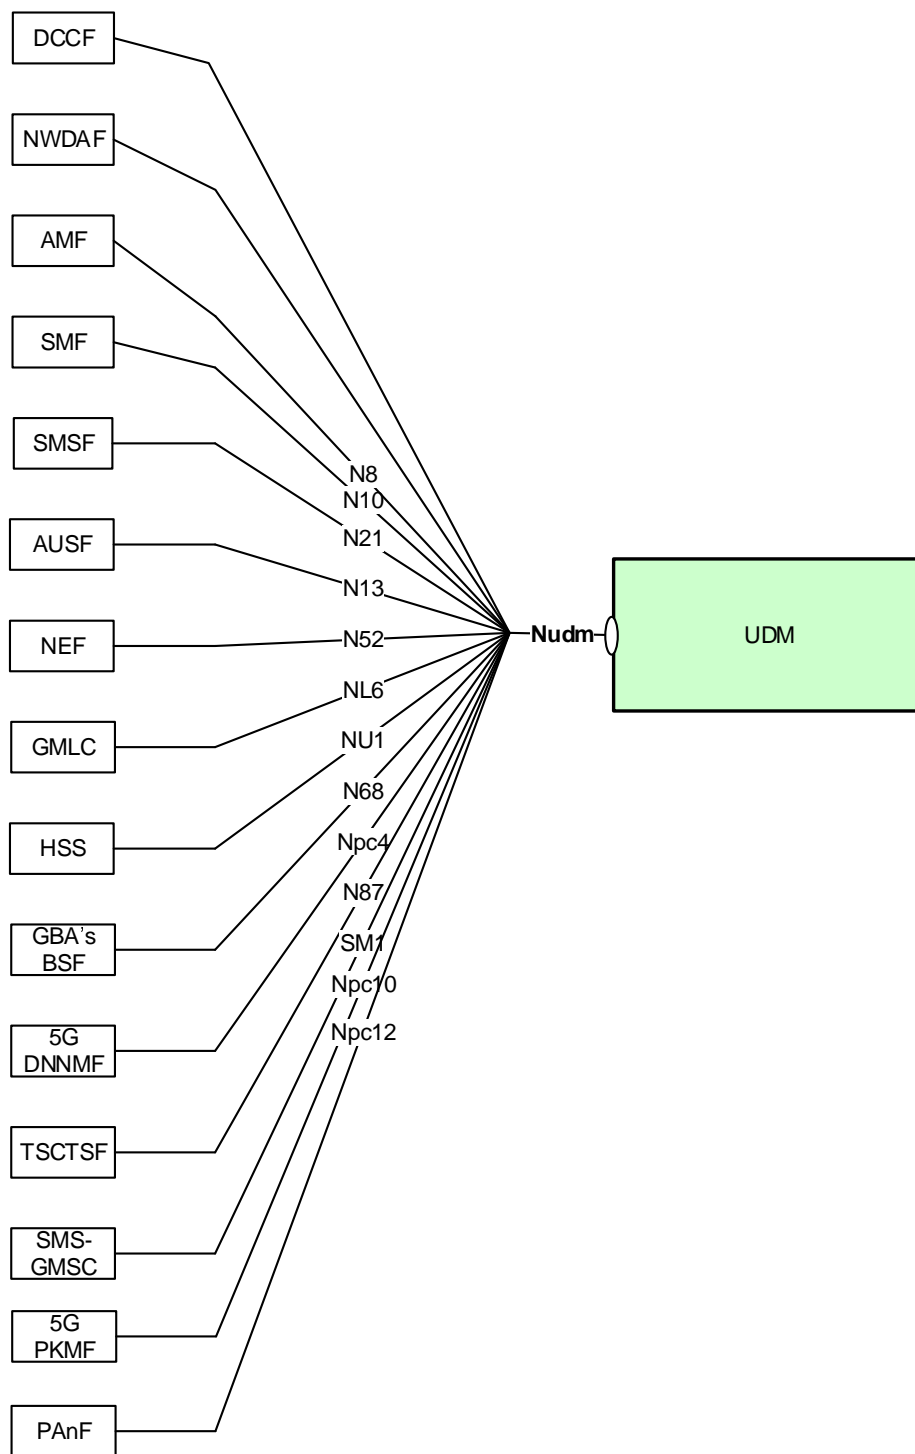 DCCF
NWDAF
AMF
SMF
SMSF
AUSF
NEF
GMLC
HSS
GBA's
BSF
5G
DNNMF
TSCTSF
SMS-
GMSC
5G
PKMF
PAnF
N8
N10
N21
N13
N52
NL6
NU1
N68
Npc4
N87
SM1
Npc10
Npc12
Nudm
UDM